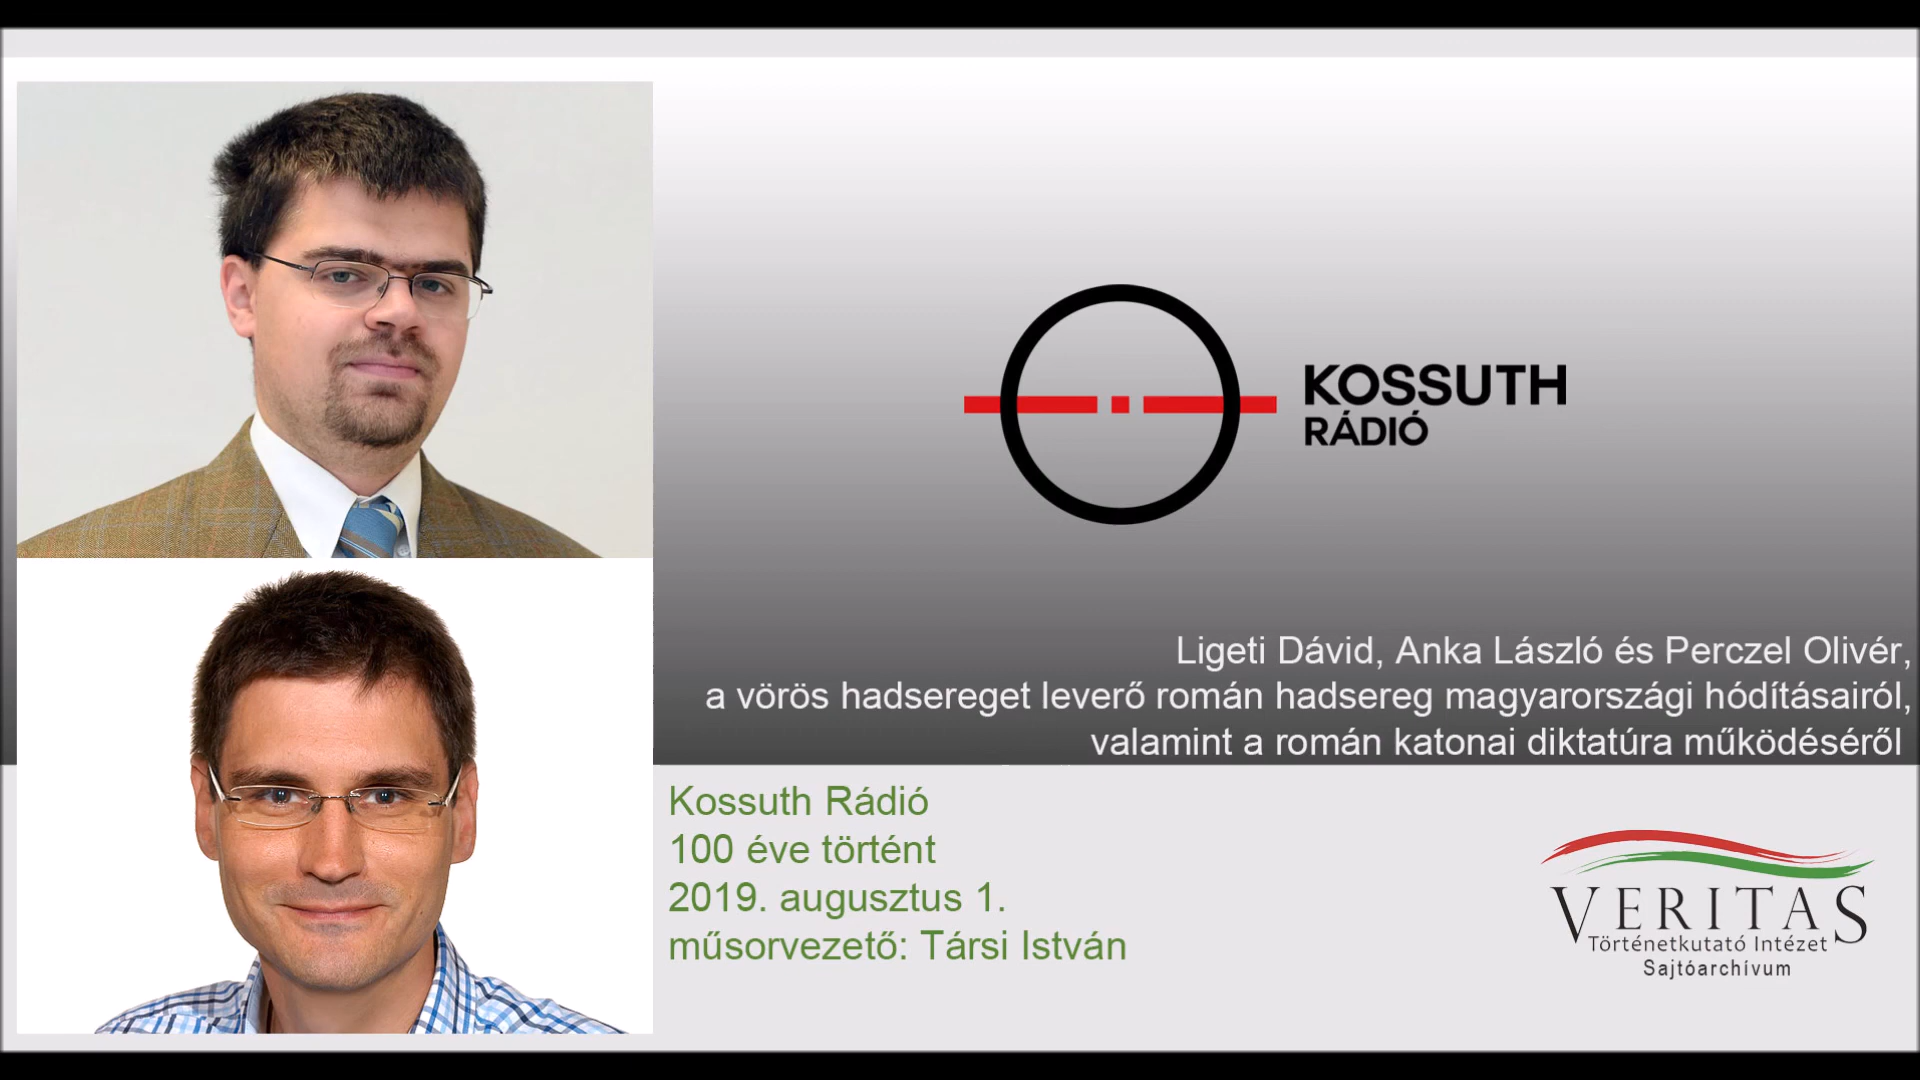 KOSSUTH
RÁDIÓ
Ligeti Dávid, Anka László és Perczel Olivér,
a vörös hadsereget leverő román hadsereg magyarországi hódításairól,
valamint a román katonai diktatúra működéséről
Kossuth Rádió
100 éve történt
2019. augusztus 1.
műsorvezető: Társi István
VERITAS
Történetkutató Intézet
Sajtóarchívum